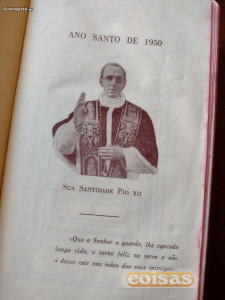 ANO SANTO DE 1950
SUA SANTIDADE PIO XII
«Que o Senhor o guarde, lhe conceda
longa vida, o torne feliz na terra e não
o deixe cair nas mãos dos seus inimigos».
coisas